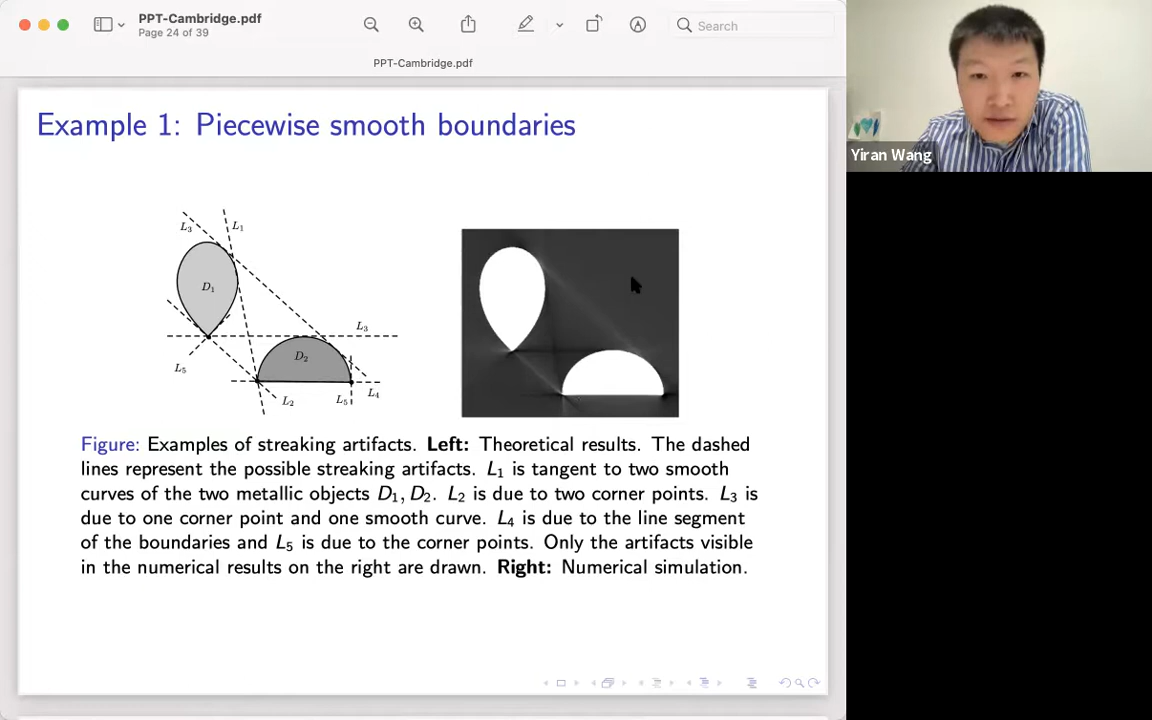 PPT-Cambridge.pdf
Page 24 of 39
Search
PPT-Cambridge.pdf
Yiran Wang
Example 1: Piecewise smooth boundaries
L3
L1
D1
L3
D2
L5
L2
L5
L4
Figure: Examples of streaking artifacts. Left: Theoretical results. The dashed
lines represent the possible streaking artifacts. L1 is tangent to two smooth
curves of the two metallic objects D1, D2. L2 is due to two corner points. L3 is
due to one corner point and one smooth curve. L4 is due to the line segment
of the boundaries and L5 is due to the corner points. Only the artifacts visible
in the numerical results on the right are drawn. Right: Numerical simulation.